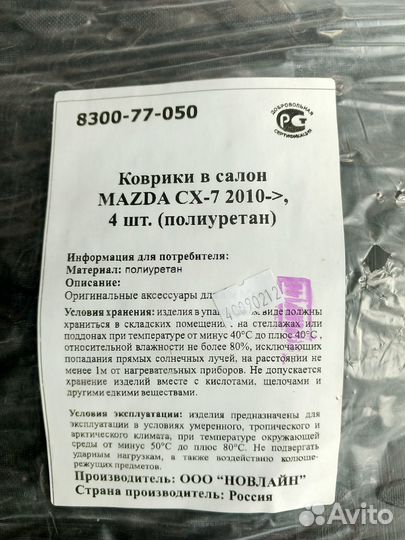 8300-77-050
ДОБРОВОЛЬНАЯ
РСТ
СЕРТИФИКАЦИЯ
Коврики в салон
MAZDA CX-7 2010->,
4 шт. (полиуретан)
Информация для потребителя:
Материал: полиуретан
Описание:
Оригинальные аксессуары для
40090212
Условия хранения: изделия в упа виде должны
храниться в складских помещени на стеллажах или
поддонах при температуре от минус 40°С до плюс 40°С ,
относительной влажности не более 80%, исключающих
попадания прямых солнечных лучей, на расстоянии не
менее 1м от нагревательных приборов. Не допускается
хранение изделий вместе с кислотами, щелочами и
другими едкими веществами.
Условия эксплуатации: изделия предназначены для
эксплуатации в условиях умеренного, тропического и
арктического климата, при температуре окружающей
среды от минус 50°С до плюс 80°С. Не подвергать
ударным нагрузкам, а также воздействию колюще-
режущих предметов.
Производитель: ООО "НОВЛАЙН"
Страна производитель: Россия
Avito